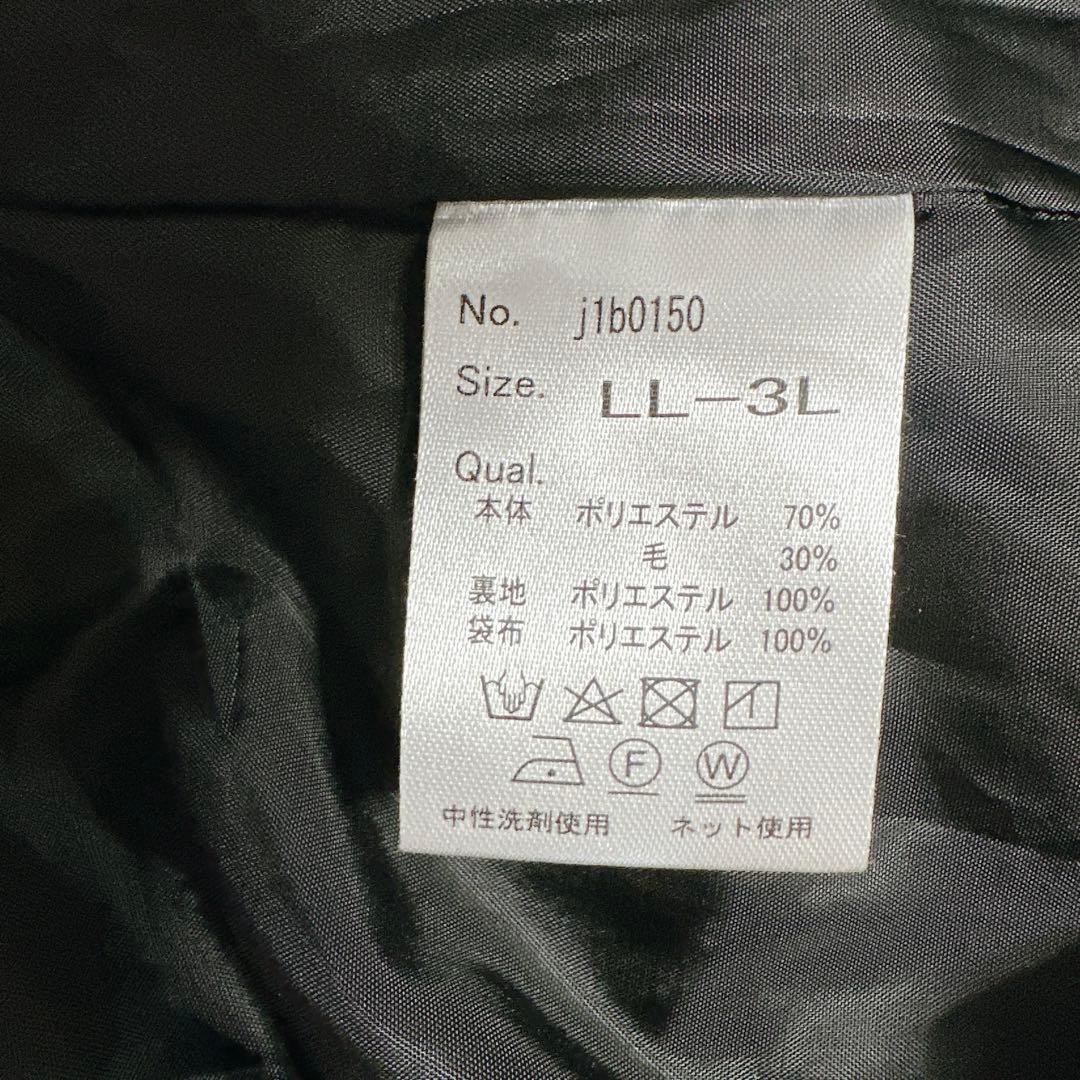 No. j1b0150
Size. LL-3L
Qual.
本体 ポリエステル 70%
毛 30%
裏地 ポリエステル 100%
袋布 ポリエステル 100%
F W
中性洗剤使用 ネット使用